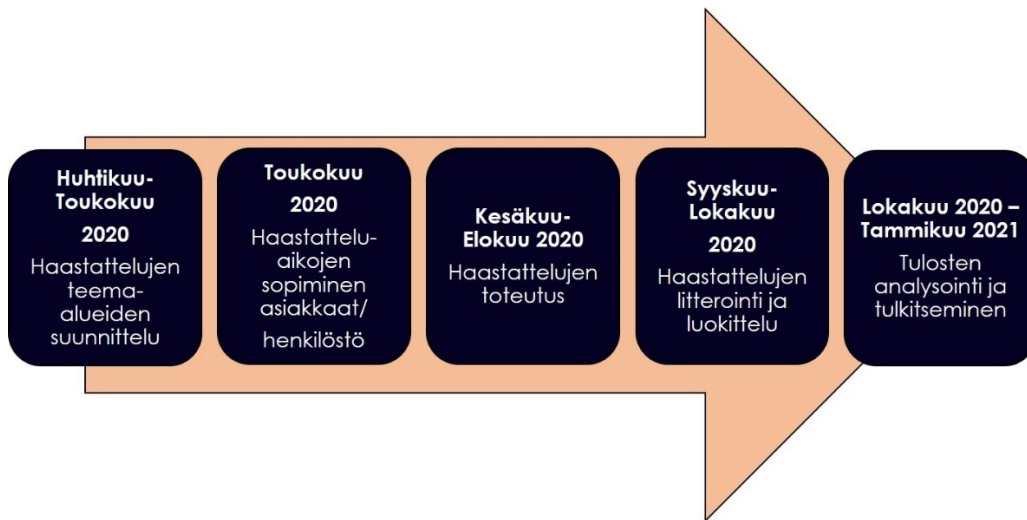 Huhtikuu-
Toukokuu
2020
Haastattelujen
teema-
alueiden
suunnittelu
Toukokuu
2020
Haastattelu-
aikojen
sopiminen
asiakkaat/
henkilöstö
Kesäkuu-
Elokuu 2020
Haastattelujen
toteutus
Syyskuu-
Lokakuu
2020
Haastattelujen
litterointi ja
luokittelu
Lokakuu 2020 –
Tammikuu 2021
Tulosten
analysointi ja
tulkitseminen